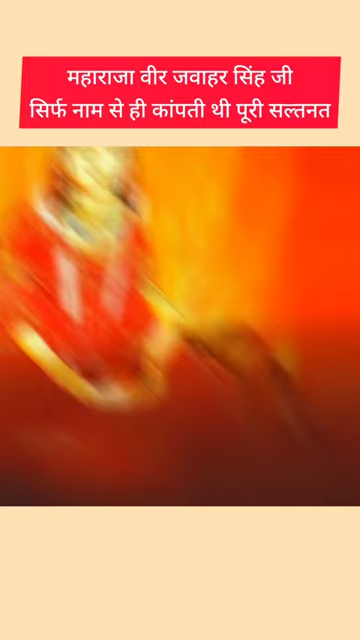 महाराजा वीर जवाहर सिंह जी
सिर्फ नाम से ही कांपती थी पूरी सल्तनत